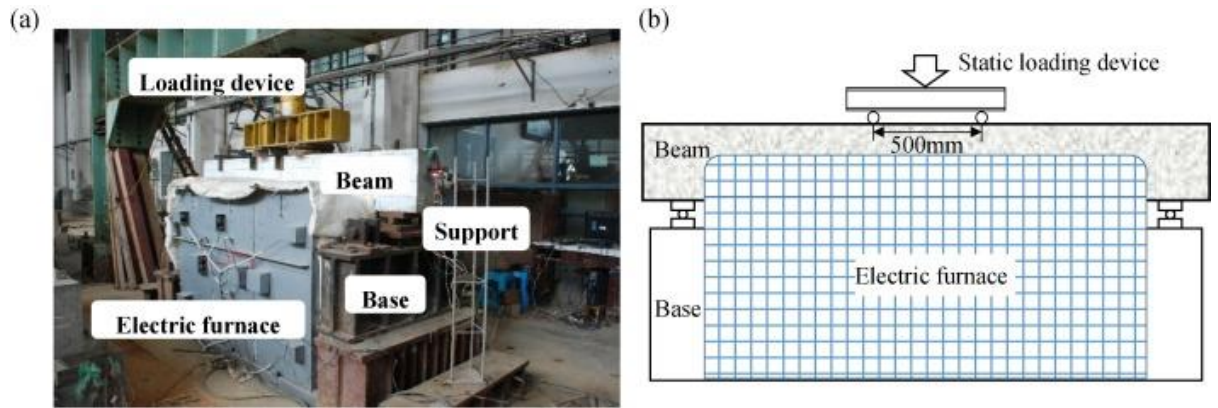 (a)
Loading device
Beam
Support
Base
Electric furnace
(b)
Static loading device
Beam
500mm
Electric furnace
Base